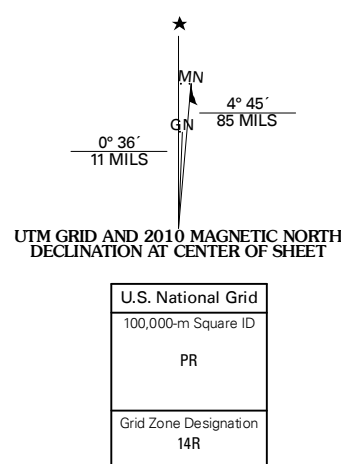 ★
MN
4° 45´
85 MILS
GN
0° 36´
11 MILS
UTM GRID AND 2010 MAGNETIC NORTH
DECLINATION AT CENTER OF SHEET
U.S. National Grid
100,000-m Square ID
PR
Grid Zone Designation
14R